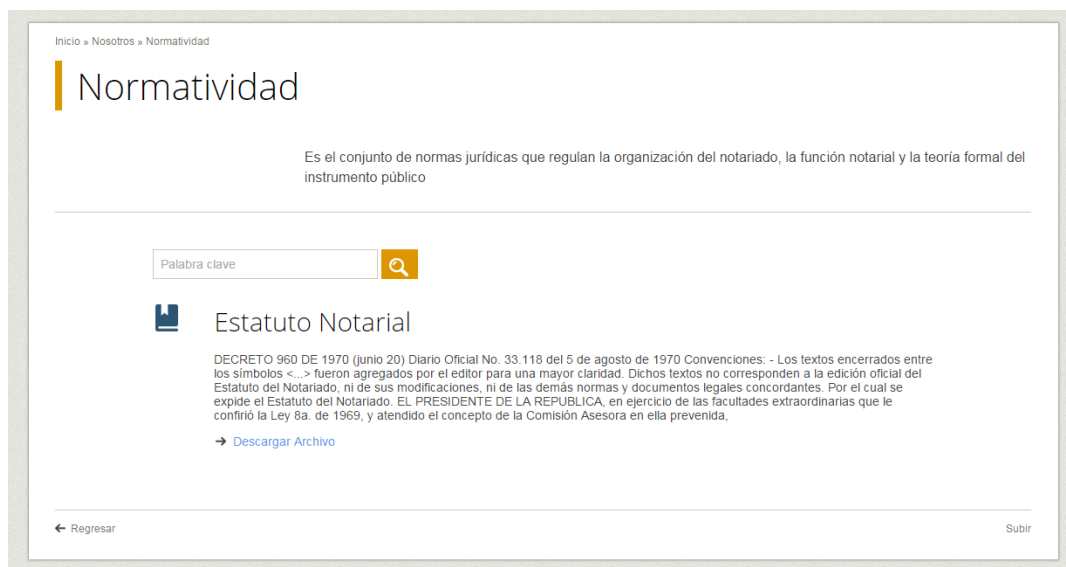 Inicio » Nosotros » Normatividad
Normatividad
Es el conjunto de normas jurídicas que regulan la organización del notariado, la función notarial y la teoría formal del
instrumento público
Palabra clave
Estatuto Notarial
DECRETO 960 DE 1970 (junio 20) Diario Oficial No. 33.118 del 5 de agosto de 1970 Convenciones: - Los textos encerrados entre
los símbolos <...> fueron agregados por el editor para una mayor claridad. Dichos textos no corresponden a la edición oficial del
Estatuto del Notariado, ni de sus modificaciones, ni de las demás normas y documentos legales concordantes. Por el cual se
expide el Estatuto del Notariado. EL PRESIDENTE DE LA REPUBLICA, en ejercicio de las facultades extraordinarias que le
confirió la Ley 8a. de 1969, y atendido el concepto de la Comisión Asesora en ella prevenida,
→ Descargar Archivo
← Regresar
Subir